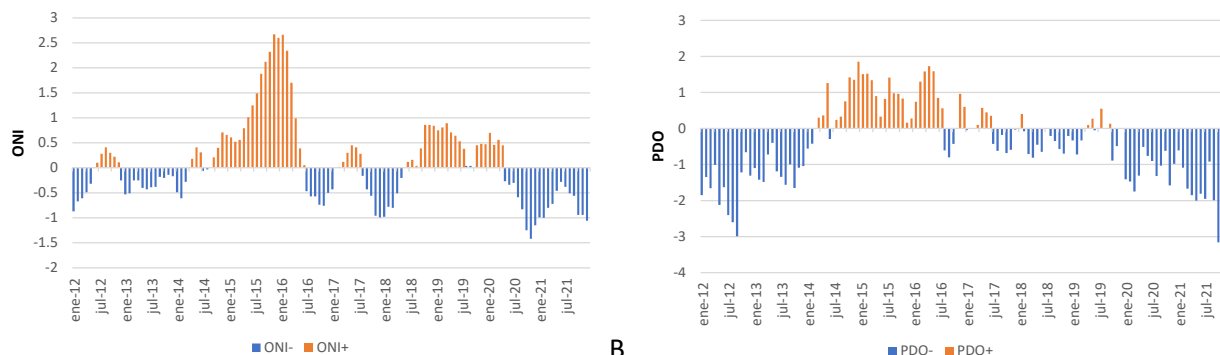 3
2.5
2
1.5
1
0.5
0
-0.5
-1
-1.5
-2
ONI
ene-12
jul-12
ene-13
jul-13
ene-14
jul-14
ene-15
jul-15
ene-16
jul-16
ene-17
jul-17
ene-18
jul-18
ene-19
jul-19
ene-20
jul-20
ene-21
jul-21
ONI- ONI+
B
3
2
1
0
-1
-2
-3
-4
PDO
ene-12
jul-12
ene-13
jul-13
ene-14
jul-14
ene-15
jul-15
ene-16
jul-16
ene-17
jul-17
ene-18
jul-18
ene-19
jul-19
ene-20
jul-20
ene-21
jul-21
PDO- PDO+